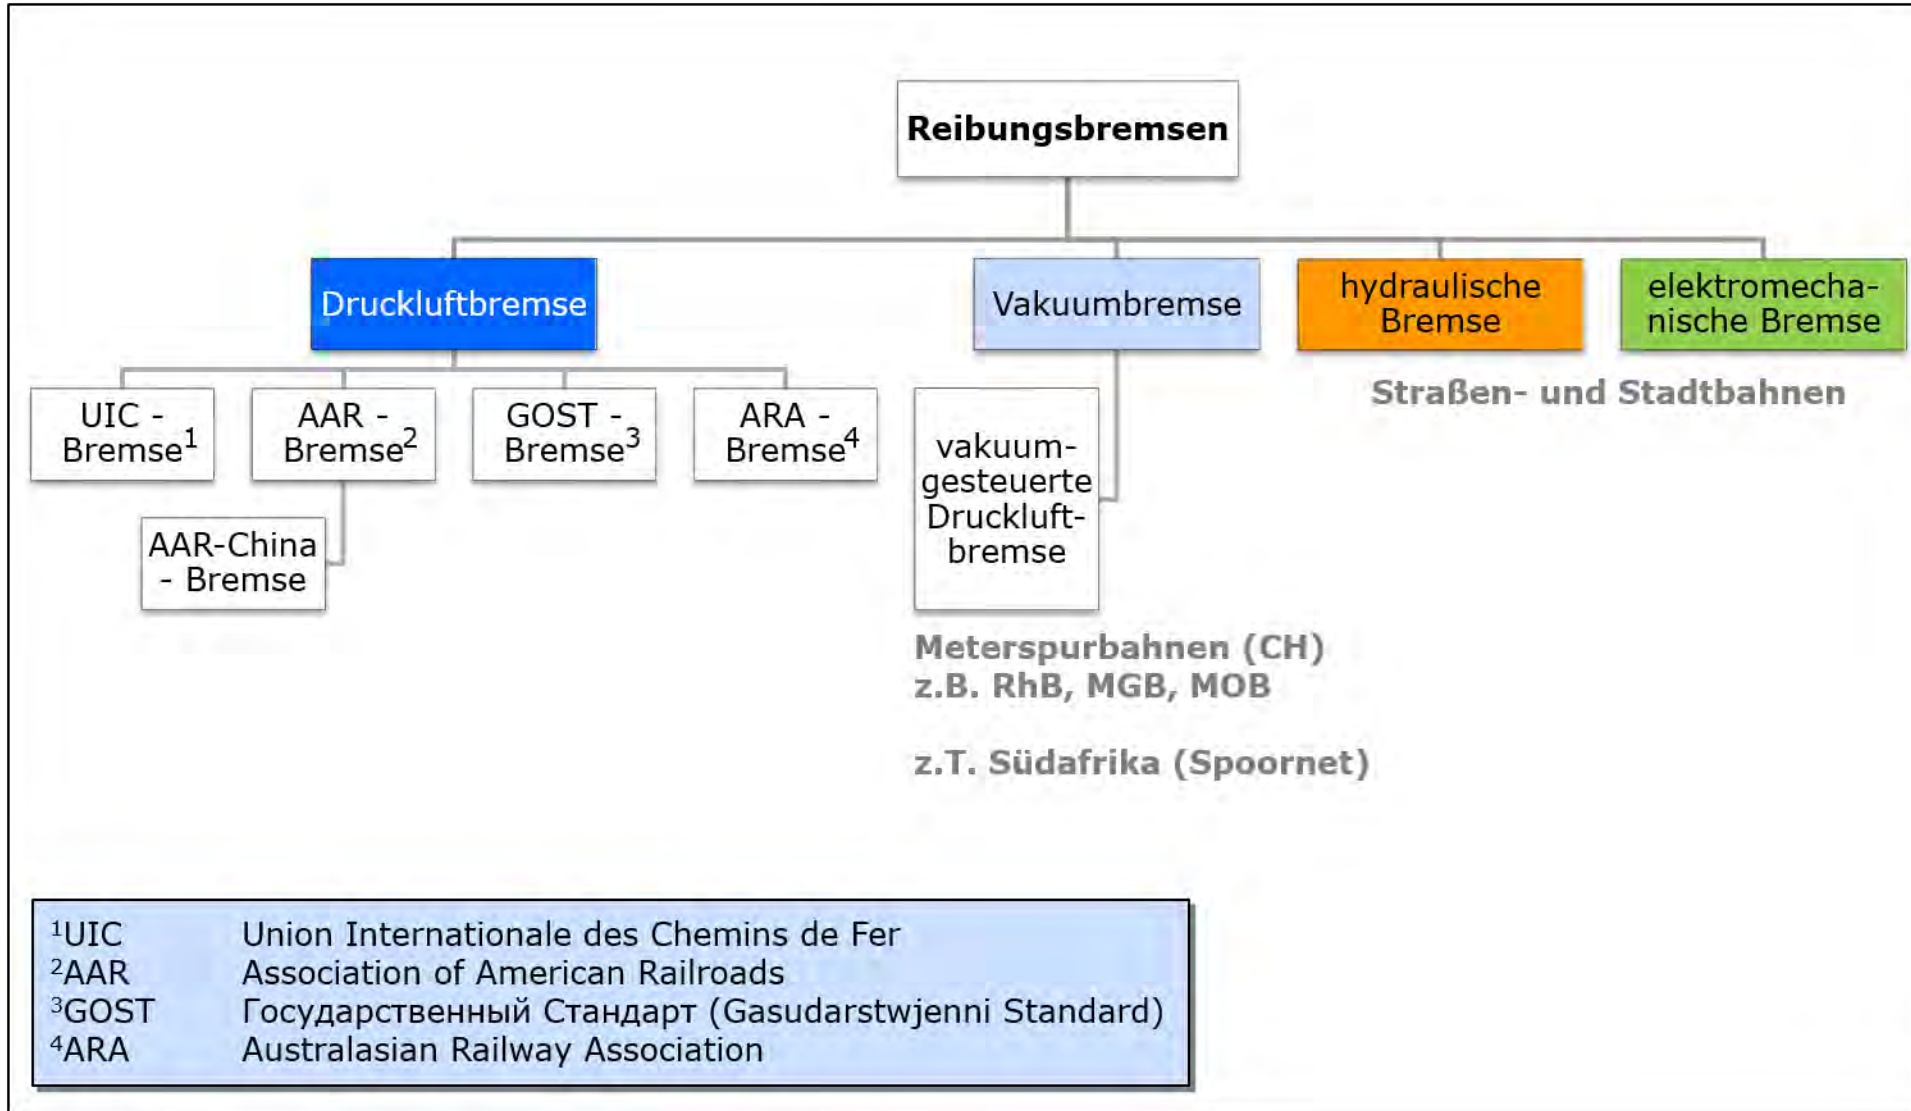 Reibungsbremsen
Druckluftbremse
Vakuumbremse
hydraulische
Bremse
elektromecha-
nische Bremse
UIC -
Bremse¹
AAR -
Bremse²
GOST -
Bremse³
ARA -
Bremse⁴
Straßen- und Stadtbahnen
vakuum-
gesteuerte
Druckluft-
bremse
AAR-China
- Bremse
Meterspurbahnen (CH)
z.B. RhB, MGB, MOB
z.T. Südafrika (Spoornet)
¹UIC Union Internationale des Chemins de Fer
²AAR Association of American Railroads
³GOST Государственный Стандарт (Gasudarstwjenni Standard)
⁴ARA Australasian Railway Association